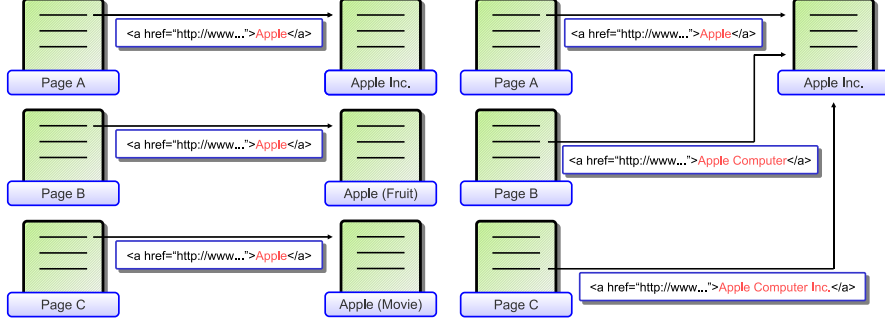 <a href="http://www...">Apple</a>
Page A
Apple Inc.
<a href="http://www...">Apple</a>
Page B
Apple (Fruit)
<a href="http://www...">Apple</a>
Page C
Apple (Movie)
<a href="http://www...">Apple</a>
Page A
Apple Inc.
<a href="http://www...">Apple Computer</a>
Page B
<a href="http://www...">Apple Computer Inc.</a>
Page C